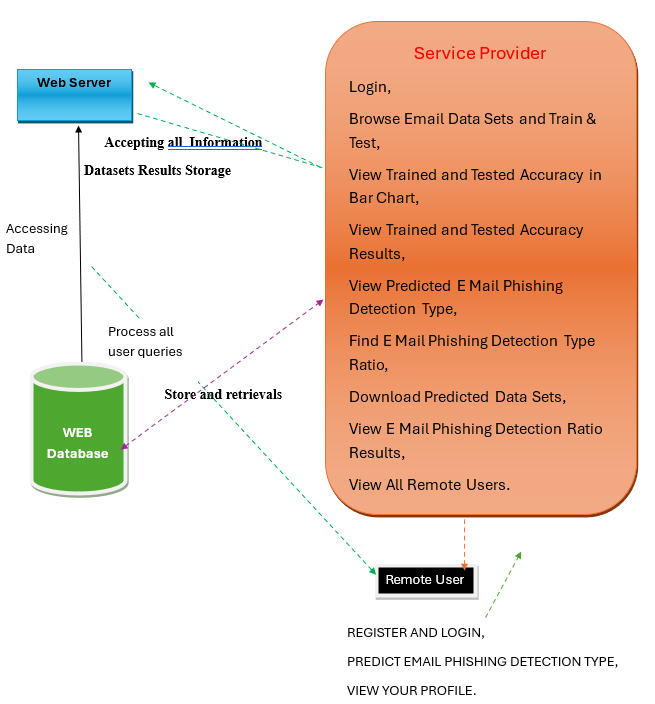 Web Server
Accepting all Information
Datasets Results Storage
Accessing
Data
Process all
user queries
Store and retrievals
WEB
Database
Service Provider
Login,
Browse Email Data Sets and Train &
Test,
View Trained and Tested Accuracy in
Bar Chart,
View Trained and Tested Accuracy
Results,
View Predicted E Mail Phishing
Detection Type,
Find E Mail Phishing Detection Type
Ratio,
Download Predicted Data Sets,
View E Mail Phishing Detection Ratio
Results,
View All Remote Users.
Remote User
REGISTER AND LOGIN,
PREDICT EMAIL PHISHING DETECTION TYPE,
VIEW YOUR PROFILE.